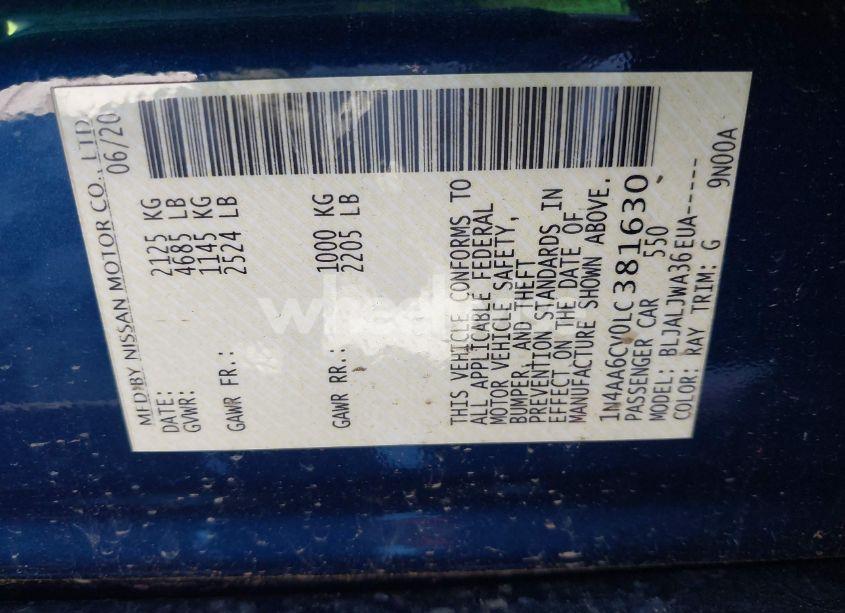 MFD BY NISSAN MOTOR CO., LTD.
DATE: 06/20
GVWR: 2125 KG
4685 LB
GAWR FR.: 1145 KG
2524 LB
GAWR RR.: 1000 KG
2205 LB
THIS VEHICLE CONFORMS TO
ALL APPLICABLE FEDERAL
MOTOR VEHICLE SAFETY,
BUMPER, AND THEFT
PREVENTION STANDARDS IN
EFFECT ON THE DATE OF
MANUFACTURE SHOWN ABOVE.
1N4AA6CV0LC381630
PASSENGER CAR 550
MODEL: BLJALJWA36EUA-----
COLOR: RAY TRIM: G 9N00A